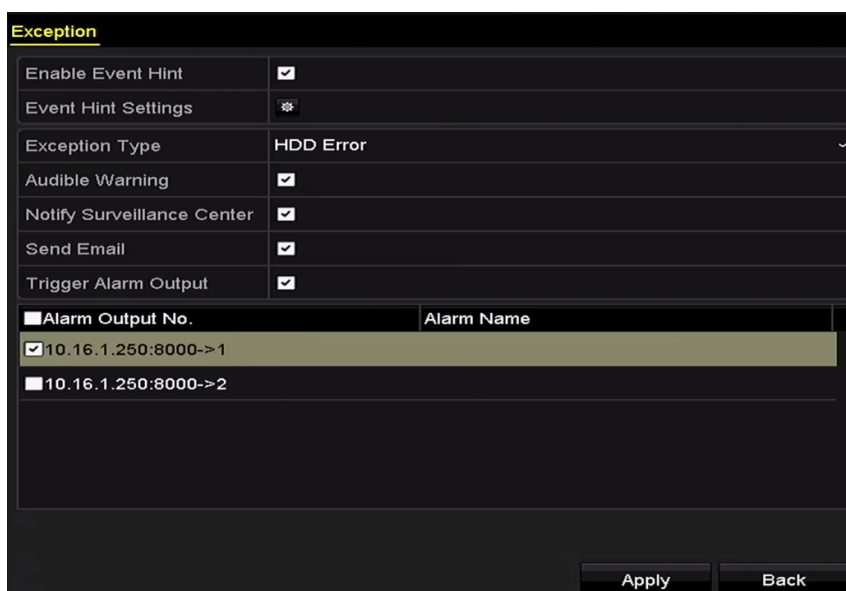 Exception
Enable Event Hint
Event Hint Settings
Exception Type HDD Error
Audible Warning
Notify Surveillance Center
Send Email
Trigger Alarm Output
Alarm Output No. Alarm Name
10.16.1.250:8000->1
10.16.1.250:8000->2
Apply Back